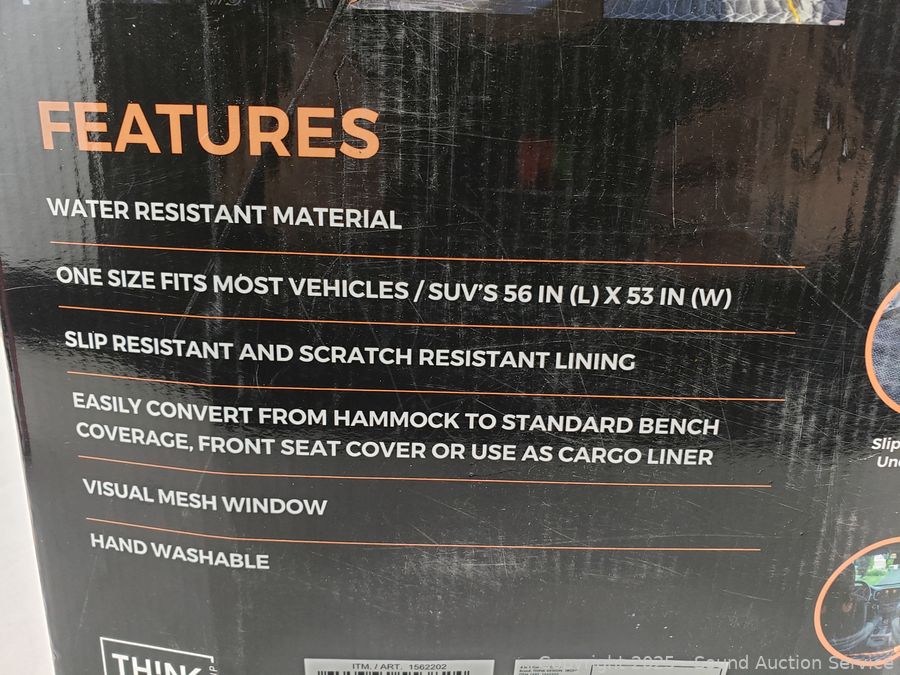 FEATURES
WATER RESISTANT MATERIAL
ONE SIZE FITS MOST VEHICLES / SUV'S 56 IN (L) X 53 IN (W)
SLIP RESISTANT AND SCRATCH RESISTANT LINING
EASILY CONVERT FROM HAMMOCK TO STANDARD BENCH
COVERAGE, FRONT SEAT COVER OR USE AS CARGO LINER
VISUAL MESH WINDOW
HAND WASHABLE
Slip
Und
THINK
ITM. / ART. 1562202
Copyright 2025 - Sound Auction Service